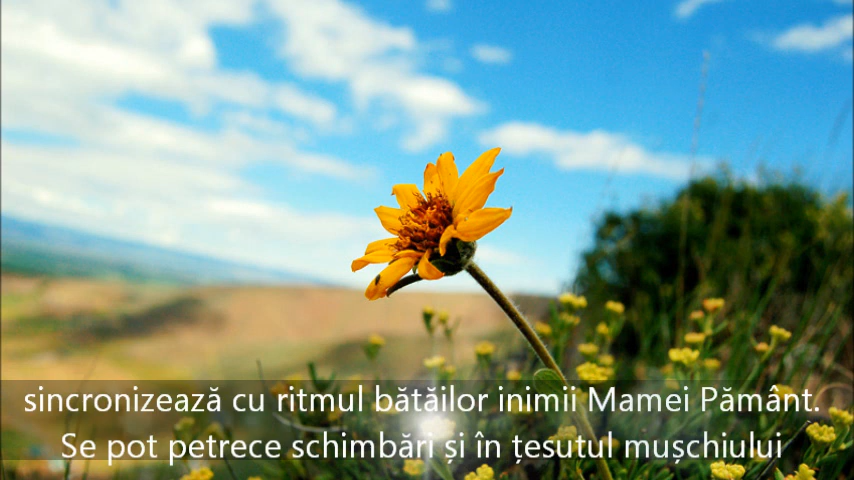 sincronizează cu ritmul bătăilor inimii Mamei Pământ.
Se pot petrece schimbări și în țesutul mușchiului